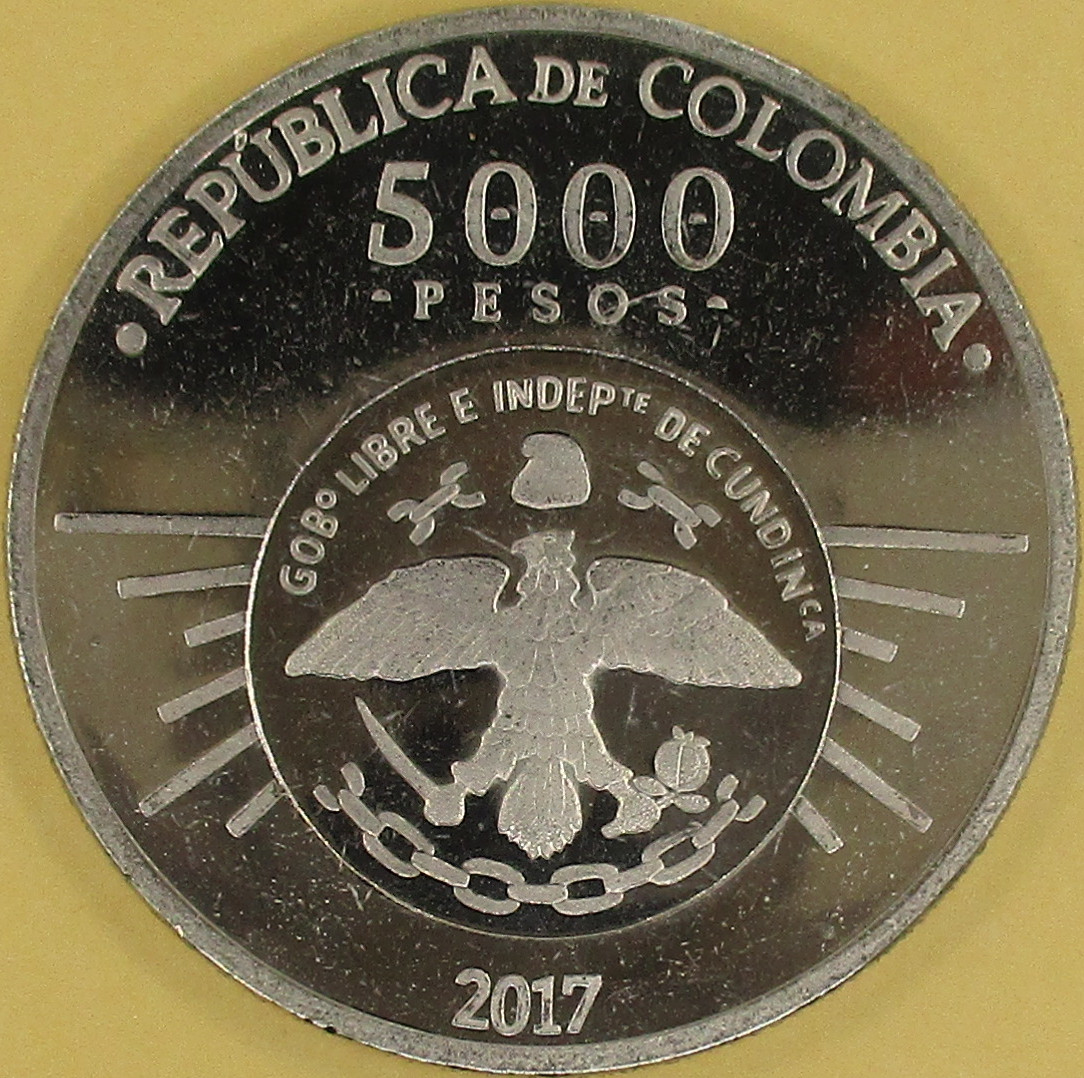 · REPÚBLICA DE COLOMBIA ·
5000
- PESOS -
GOBº LIBRE E INDEPTE DE CUNDINCA
2017